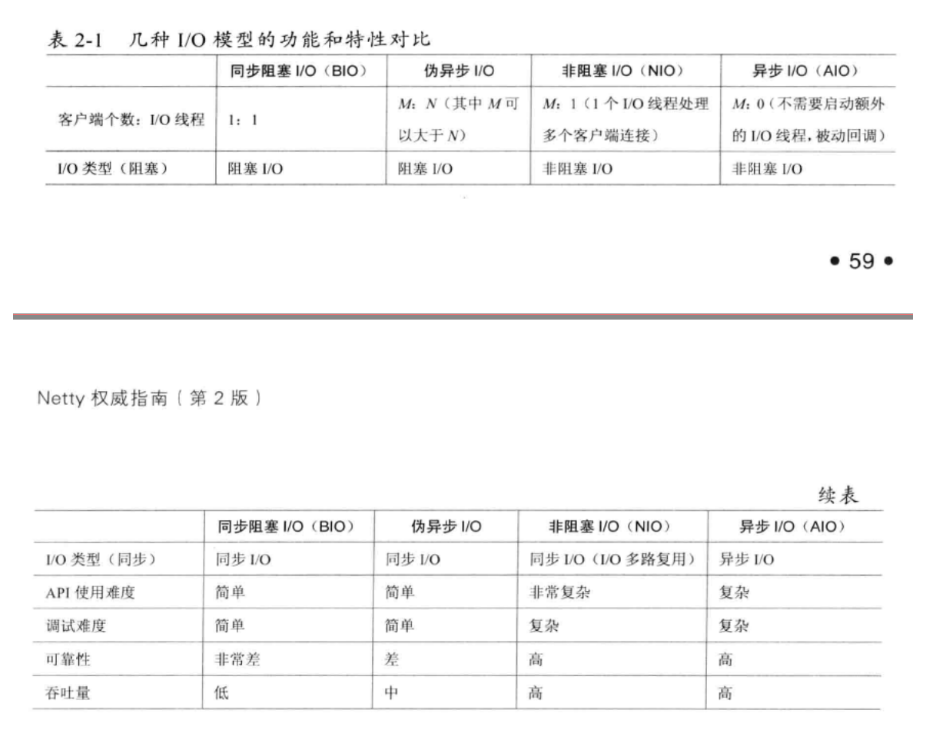 表 2-1 几种 I/O 模型的功能和特性对比
同步阻塞 I/O（BIO） 伪异步 I/O 非阻塞 I/O（NIO） 异步 I/O（AIO）
客户端个数：I/O 线程 1：1 M：N（其中 M 可以大于 N） M：1（1 个 I/O 线程处理多个客户端连接） M：0（不需要启动额外的 I/O 线程，被动回调）
I/O 类型（阻塞） 阻塞 I/O 阻塞 I/O 非阻塞 I/O 非阻塞 I/O
• 59 •
Netty 权威指南（第 2 版）
续表
同步阻塞 I/O（BIO） 伪异步 I/O 非阻塞 I/O（NIO） 异步 I/O（AIO）
I/O 类型（同步） 同步 I/O 同步 I/O 同步 I/O（I/O 多路复用） 异步 I/O
API 使用难度 简单 简单 非常复杂 复杂
调试难度 简单 简单 复杂 复杂
可靠性 非常差 差 高 高
吞吐量 低 中 高 高